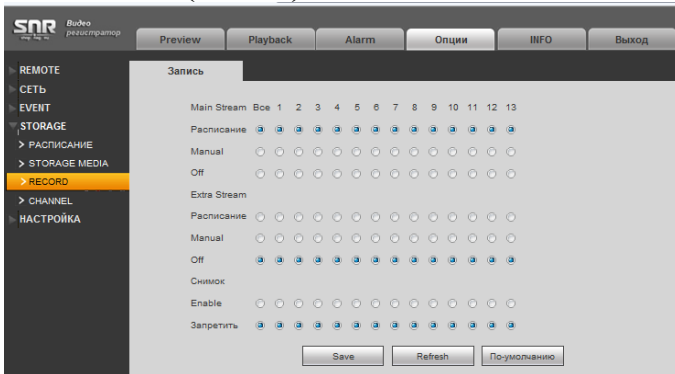 SNR Видео регистратор
Preview Playback Alarm Опции INFO Выход
REMOTE
СЕТЬ
EVENT
STORAGE
> РАСПИСАНИЕ
> STORAGE MEDIA
> RECORD
> CHANNEL
НАСТРОЙКА
Запись
Main Stream Все 1 2 3 4 5 6 7 8 9 10 11 12 13
Расписание
Manual
Off
Extra Stream
Расписание
Manual
Off
Снимок
Enable
Запретить
Save Refresh По-умолчанию